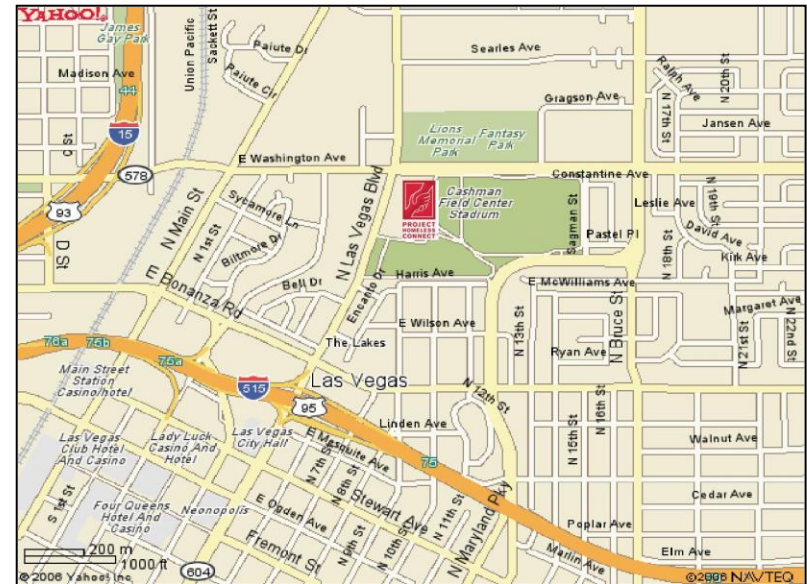 YAHOO!
James
Gay Park
Union Pacific
Sackett St
Paiute Dr
Paiute Cir
Searles Ave
Madison Ave
44
Ralph Ave
N 20th St
N 17th St
Gragson Ave
Jansen Ave
D St
15
Lions
Memorial
Park
Fantasy
Park
E Washington Ave
578
Constantine Ave
N Main St
N Las Vegas Blvd
PROJECT
HOMELESS
CONNECT
Cashman
Field Center
Stadium
Sagman St
Leslie Ave
N 19th St
93
Sycamore Ln
N 1st St
Biltmore Dr
Pastel Pl
David Ave
N 18th St
Kirk Ave
D St
E Bonanza Rd
Bell Dr
Encanto Dr
Harris Ave
E McWilliams Ave
Margaret Ave
E Wilson Ave
N 13th St
N Bruce St
N 21st St
N 22nd St
76a
75b
75a
The Lakes
Ryan Ave
Main Street
Station
Casino/hotel
515
Las Vegas
95
N 12th St
Linden Ave
N 15th St
N 16th St
Las Vegas
Club Hotel
And Casino
Lady Luck
Casino And
Hotel
Las Vegas
City Hall
E Mesquite Ave
75
Walnut Ave
N 7th St
N 8th St
Stewart Ave
Cedar Ave
S 1st St
Four Queens
Hotel And
Casino
Neonopolis
E Ogden Ave
N 11th St
N Maryland Pky
Poplar Ave
Fremont St
N 9th St
N 10th St
Marlin Ave
Elm Ave
200 m
1000 ft
604
© 2006 Yahoo! Inc
©2006 NAVTEQ